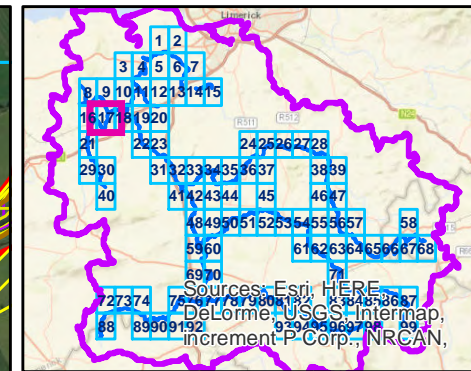 Limerick
1 2
3 4 5 6 7
8 9 10 11 12 13 14 15
R511 R512 N24
16 17 18 19 20
21 22 23 24 25 26 27 28
29 30 31 32 33 34 35 36 37 38 39
40 41 42 43 44 45 46 47
48 49 50 51 52 53 54 55 56 57 58
59 60 61 62 63 64 65 66 67 68
69 70
Sources: Esri, HERE,
72 73 74
DeLorme, USGS, Intermap,
88 89 90 91 92
increment P Corp., NRCAN,